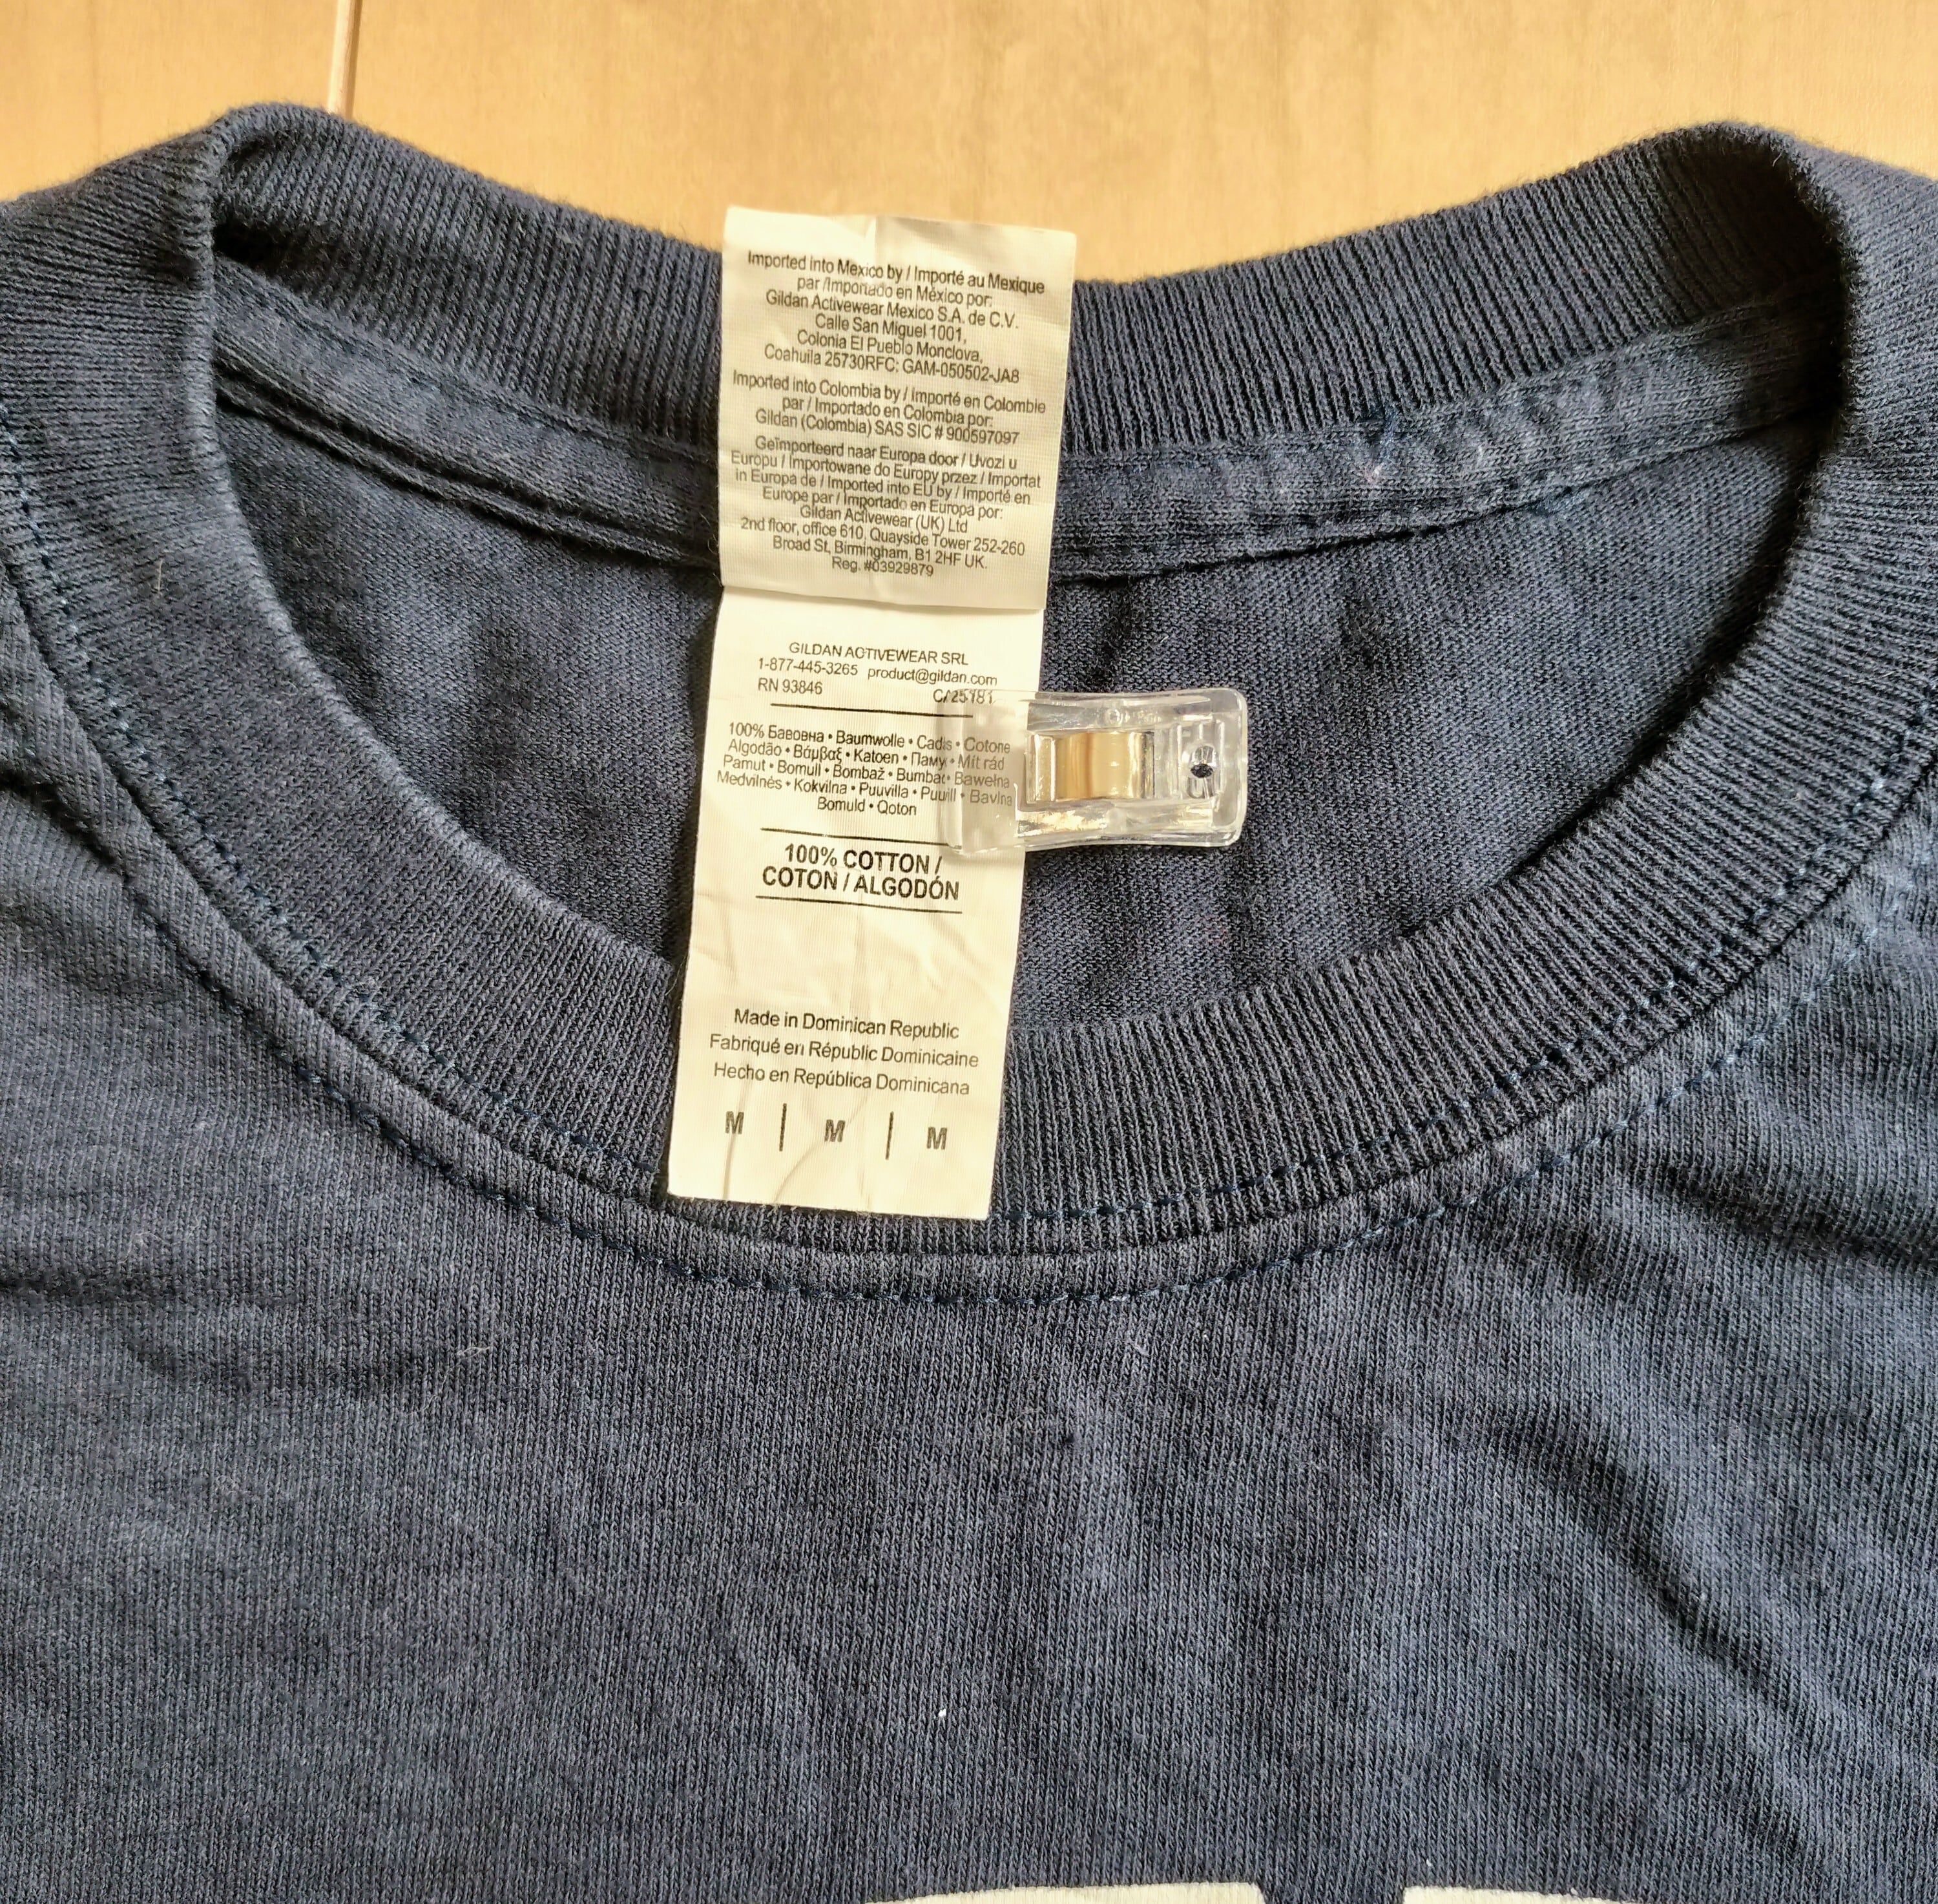 Imported into Mexico by / Importé au Mexique
par /Importado en México por:
Gildan Activewear Mexico S.A. de C.V.
Calle San Miguel 1001,
Colonia El Pueblo Monclova,
Coahuila 25730RFC: GAM-050502-JA8
Imported into Colombia by / Importé en Colombie
par / Importado en Colombia por:
Gildan (Colombia) SAS SIC # 900597097
Geïmporteerd naar Europa door / Uvozi u
Europu / Importowane do Europy przez / Importat
in Europa de / Imported into EU by / Importé en
Europe par / Importado en Europa por:
Gildan Activewear (UK) Ltd
2nd floor, office 610, Quayside Tower 252-260
Broad St, Birmingham, B1 2HF UK.
Reg. #03929879
GILDAN ACTIVEWEAR SRL
1-877-445-3265 product@gildan.com
RN 93846 CA25181
100% Бавовна • Baumwolle • Cadis • Cotone
Algodão • Βάμβαξ • Katoen • Паму • Mít rád
Pamut • Bomull • Bombaž • Bumbac • Bawełna
Medvilnės • Kokvilna • Puuvilla • Puuvill • Bavlna
Bomuld • Qoton
100% COTTON /
COTON / ALGODÓN
Made in Dominican Republic
Fabriqué en Républic Dominicaine
Hecho en República Dominicana
M | M | M